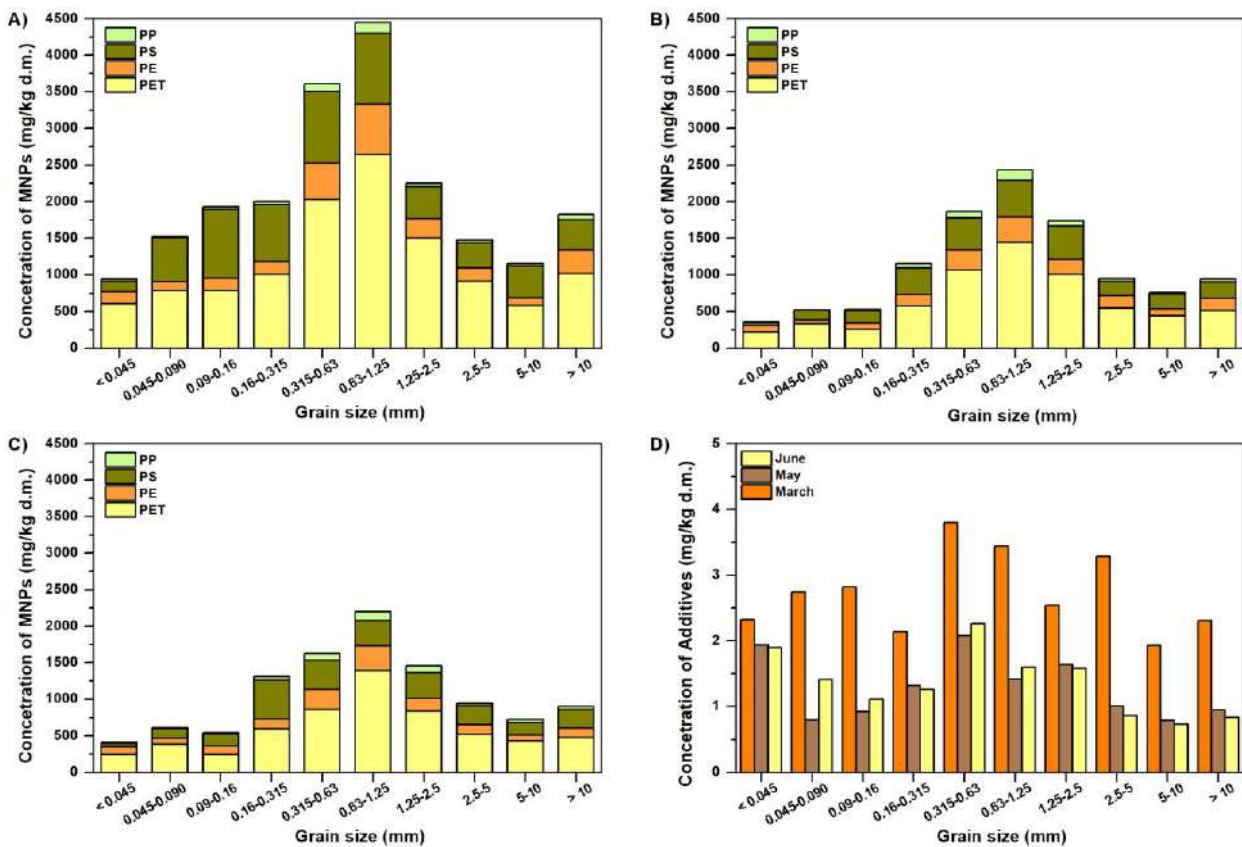 A)
PP
PS
PE
PET
Concetration of MNPs (mg/kg d.m.)
4500
4000
3500
3000
2500
2000
1500
1000
500
0
< 0.045
0.045-0.090
0.09-0.16
0.16-0.315
0.315-0.63
0.63-1.25
1.25-2.5
2.5-5
5-10
> 10
Grain size (mm)
B)
PP
PS
PE
PET
Concetration of MNPs (mg/kg d.m.)
4500
4000
3500
3000
2500
2000
1500
1000
500
0
< 0.045
0.045-0.090
0.09-0.16
0.16-0.315
0.315-0.63
0.63-1.25
1.25-2.5
2.5-5
5-10
> 10
Grain size (mm)
C)
PP
PS
PE
PET
Concetration of MNPs (mg/kg d.m.)
4500
4000
3500
3000
2500
2000
1500
1000
500
0
< 0.045
0.045-0.090
0.09-0.16
0.16-0.315
0.315-0.63
0.63-1.25
1.25-2.5
2.5-5
5-10
> 10
Grain size (mm)
D)
June
May
March
Concetration of Additives (mg/kg d.m.)
5
4
3
2
1
0
< 0.045
0.045-0.090
0.09-0.16
0.16-0.315
0.315-0.63
0.63-1.25
1.25-2.5
2.5-5
5-10
> 10
Grain size (mm)